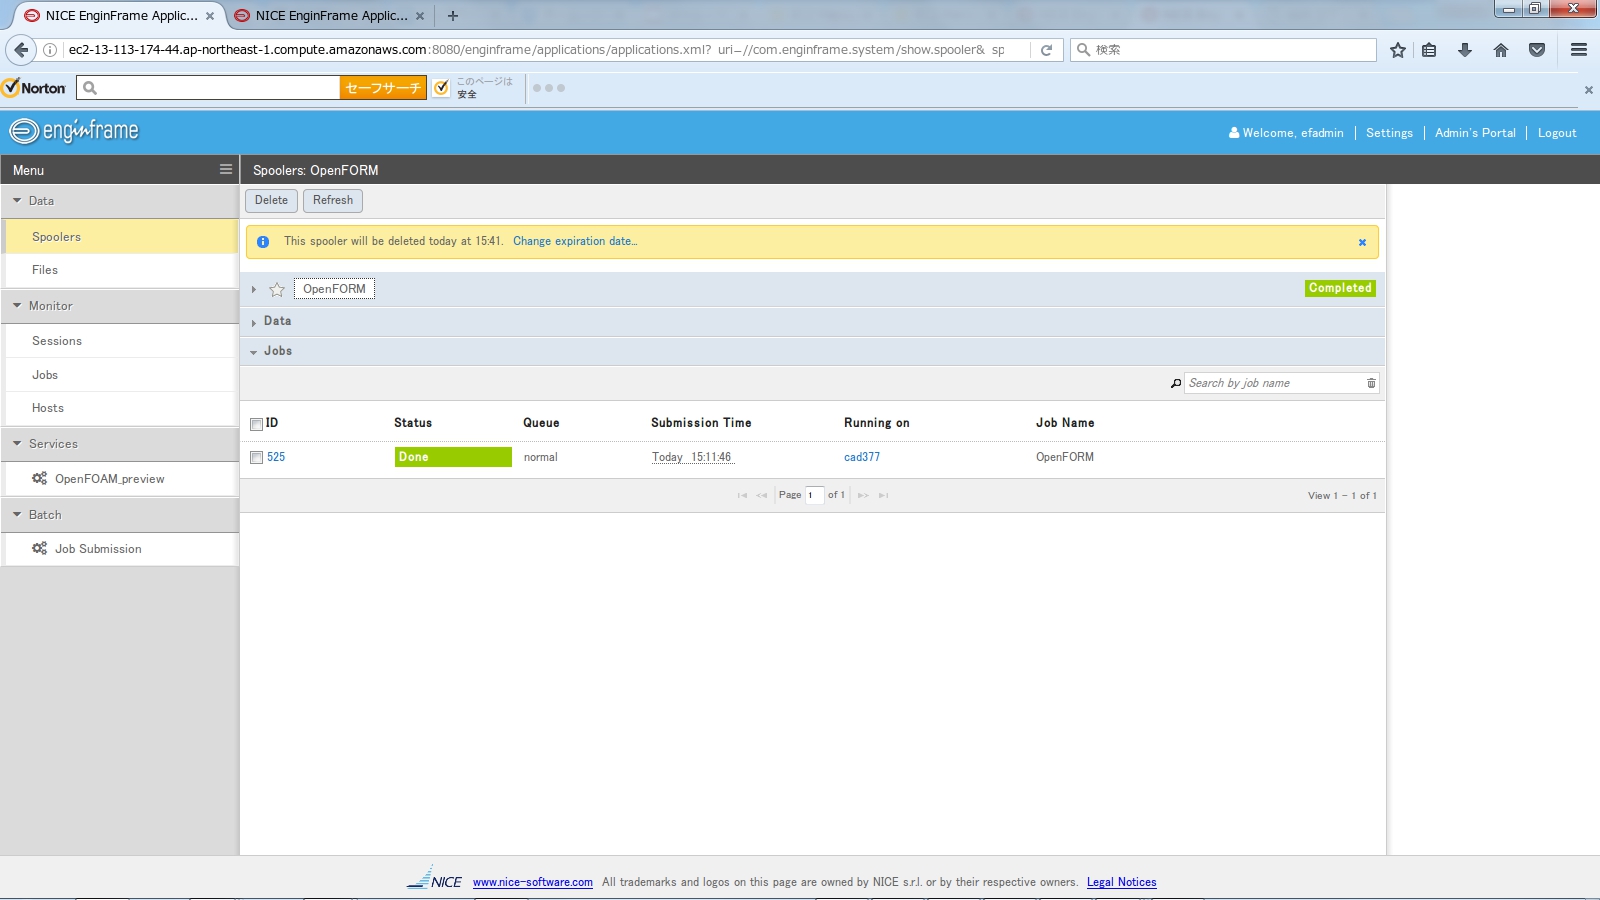 NICE EnginFrame Applic...
NICE EnginFrame Applic...
ec2-13-113-174-44.ap-northeast-1.compute.amazonaws.com:8080/enginframe/applications/applications.xml?_uri=//com.enginframe.system/show.spooler&_sp
検索
Norton
セーフサーチ
このページは
安全
enginframe
Welcome, efadmin
Settings
Admin's Portal
Logout
Menu
Spoolers: OpenFORM
Data
Spoolers
Files
Monitor
Sessions
Jobs
Hosts
Services
OpenFOAM_preview
Batch
Job Submission
Delete
Refresh
This spooler will be deleted today at 15:41. Change expiration date...
OpenFORM
Completed
Data
Jobs
Search by job name
ID Status Queue Submission Time Running on Job Name
525 Done normal Today 15:11:46 cad377 OpenFORM
Page 1 of 1
View 1 - 1 of 1
NICE www.nice-software.com All trademarks and logos on this page are owned by NICE s.r.l. or by their respective owners. Legal Notices